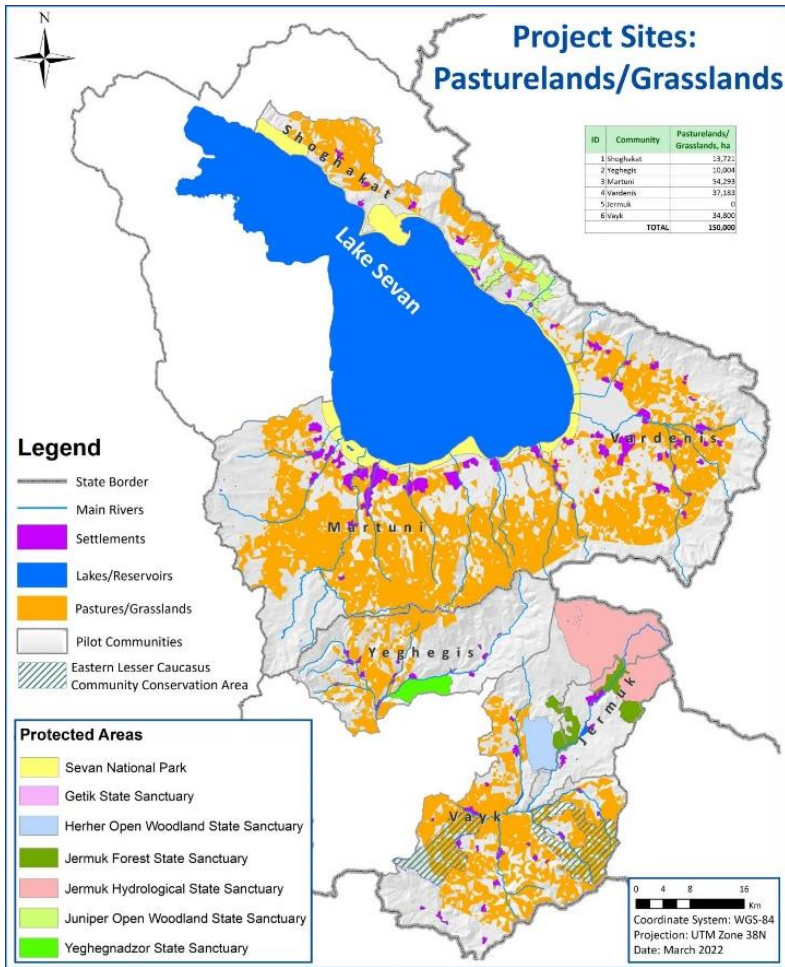 N
Project Sites:
Pasturelands/Grasslands
ID Community Pasturelands/ Grasslands, ha
1 Shoghakat 13,721
2 Yeghegis 10,004
3 Martuni 54,293
4 Vardenis 37,183
5 Jermuk 0
6 Vayk 34,800
TOTAL 150,000
Shoghakat
Lake Sevan
Vardenis
Martuni
Yeghegis
Jermuk
Vayk
Legend
State Border
Main Rivers
Settlements
Lakes/Reservoirs
Pastures/Grasslands
Pilot Communities
Eastern Lesser Caucasus
Community Conservation Area
Protected Areas
Sevan National Park
Getik State Sanctuary
Herher Open Woodland State Sanctuary
Jermuk Forest State Sanctuary
Jermuk Hydrological State Sanctuary
Juniper Open Woodland State Sanctuary
Yeghegnadzor State Sanctuary
0 4 8 16
Km
Coordinate System: WGS-84
Projection: UTM Zone 38N
Date: March 2022